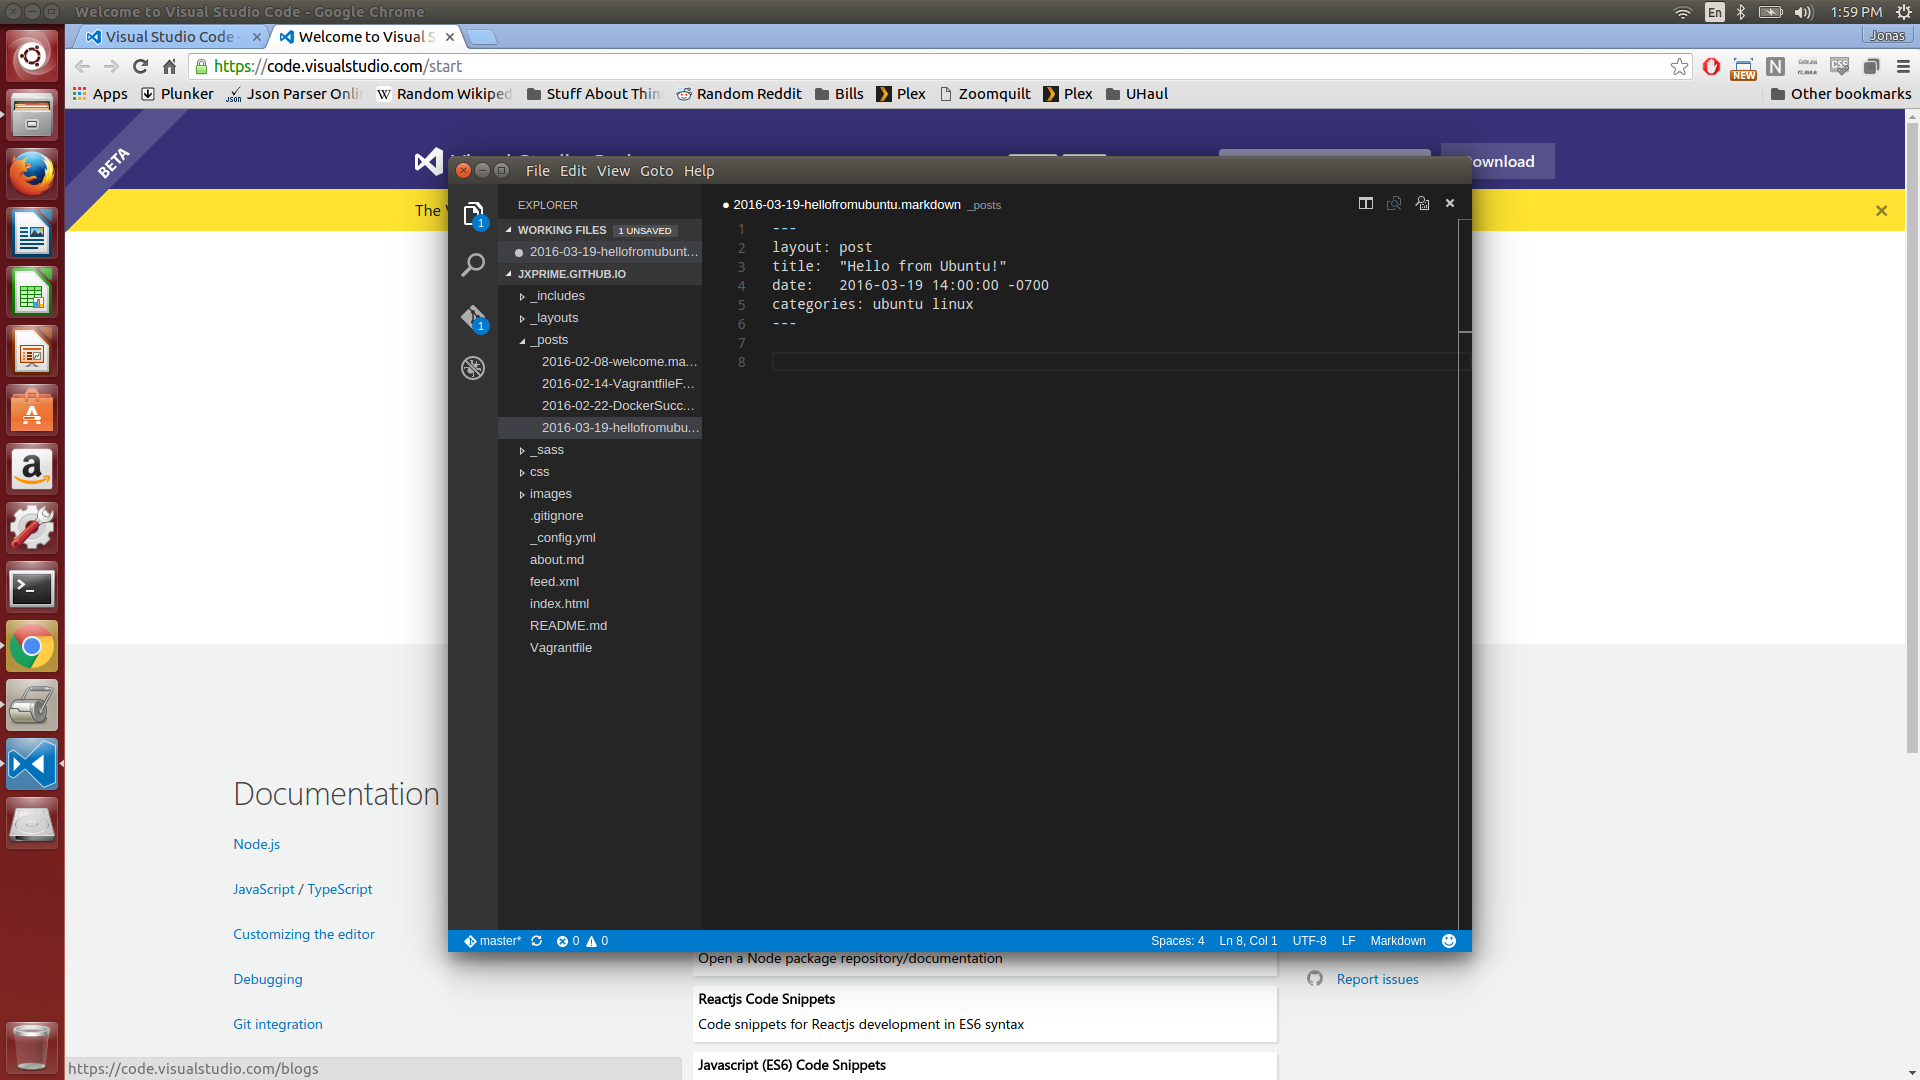 Welcome to Visual Studio Code - Google Chrome
En
1:59 PM
Visual Studio Code -
Welcome to Visual S
Jonas
https://code.visualstudio.com/start
NEW
N
CSS
Apps
Plunker
JSON
Json Parser Onli
W
Random Wikiped
Stuff About Thin
Random Reddit
Bills
Plex
Zoomquilt
Plex
UHaul
Other bookmarks
BETA
ownload
The
File Edit View Goto Help
EXPLORER
WORKING FILES 1 UNSAVED
2016-03-19-hellofromubunt...
JXPRIME.GITHUB.IO
_includes
_layouts
_posts
2016-02-08-welcome.ma...
2016-02-14-VagrantfileF...
2016-02-22-DockerSucc...
2016-03-19-hellofromubu...
_sass
css
images
.gitignore
_config.yml
about.md
feed.xml
index.html
README.md
Vagrantfile
1
1
2016-03-19-hellofromubuntu.markdown _posts
1 ---
2 layout: post
3 title:  "Hello from Ubuntu!"
4 date:   2016-03-19 14:00:00 -0700
5 categories: ubuntu linux
6 ---
7
8
master* 0 0
Spaces: 4 Ln 8, Col 1 UTF-8 LF Markdown
Documentation
Node.js
JavaScript / TypeScript
Customizing the editor
Debugging
Git integration
Open a Node package repository/documentation
Reactjs Code Snippets
Code snippets for Reactjs development in ES6 syntax
Javascript (ES6) Code Snippets
Report issues
https://code.visualstudio.com/blogs